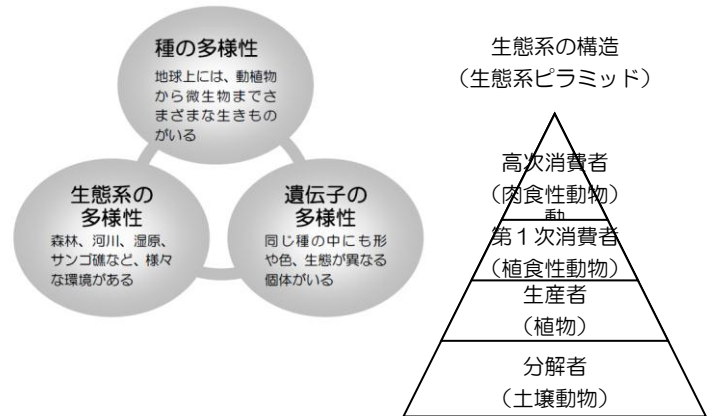 種の多様性
地球上には、動植物
から微生物までさ
まざまな生きもの
がいる
生態系の
多様性
森林、河川、湿原、
サンゴ礁など、様々
な環境がある
遺伝子の
多様性
同じ種の中にも形
や色、生態が異なる
個体がいる
生態系の構造
（生態系ピラミッド）
高次消費者
（肉食性動物）
動
第１次消費者
（植食性動物）
生産者
（植物）
分解者
（土壌動物）